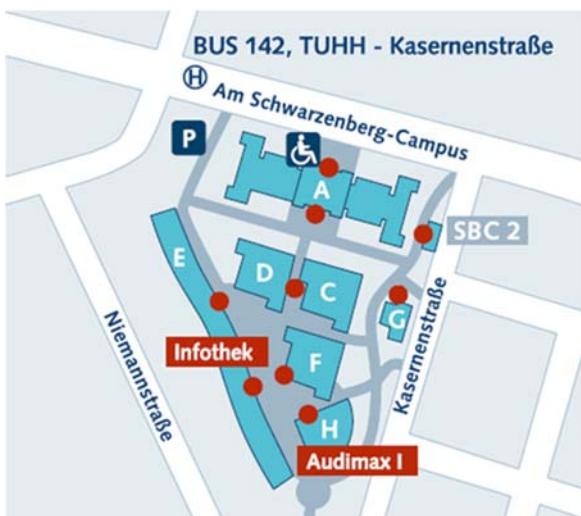 BUS 142, TUHH - Kasernenstraße
H
Am Schwarzenberg-Campus
P
A
SBC 2
E
D
C
G
Infothek
F
Niemannstraße
Kasernenstraße
H
Audimax I